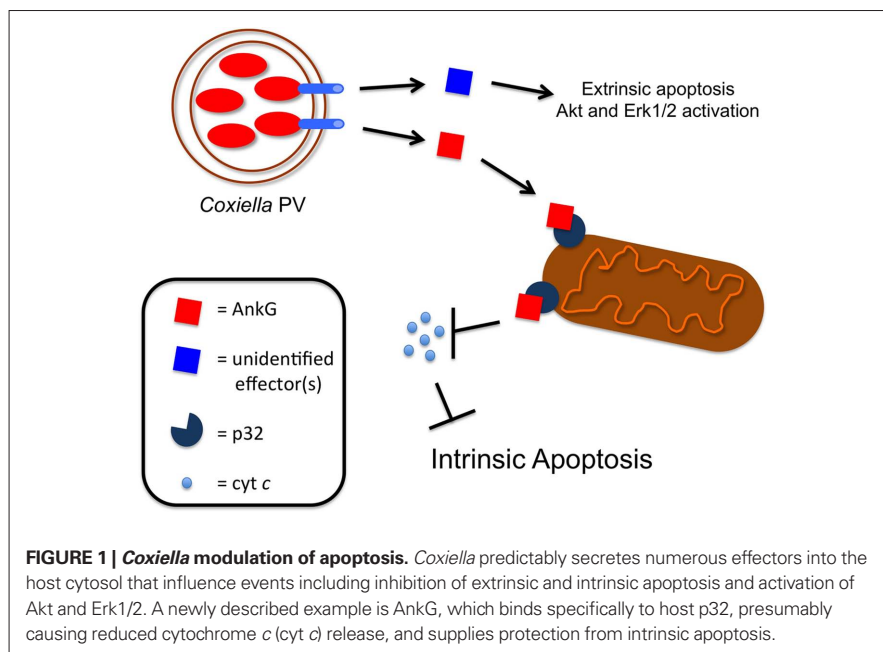 Extrinsic apoptosis
Akt and Erk1/2 activation
Coxiella PV
= AnkG
= unidentified
effector(s)
= p32
= cyt c
Intrinsic Apoptosis
FIGURE 1 | Coxiella modulation of apoptosis. Coxiella predictably secretes numerous effectors into the
host cytosol that influence events including inhibition of extrinsic and intrinsic apoptosis and activation of
Akt and Erk1/2. A newly described example is AnkG, which binds specifically to host p32, presumably
causing reduced cytochrome c (cyt c) release, and supplies protection from intrinsic apoptosis.